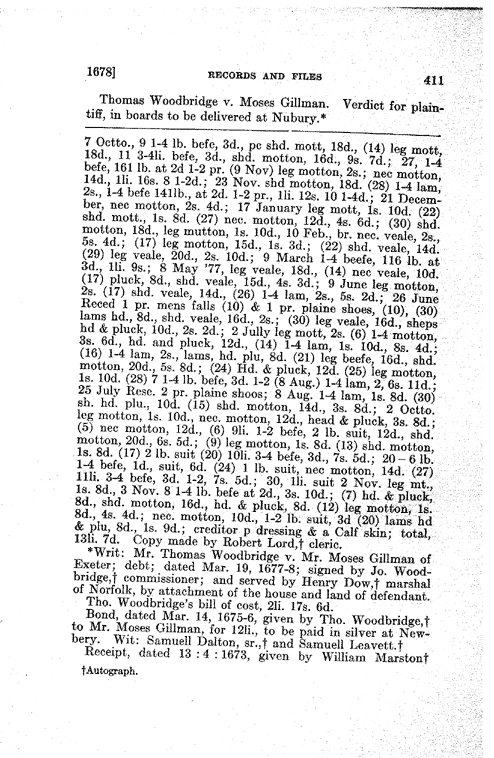 1678] RECORDS AND FILES 411
Thomas Woodbridge v. Moses Gillman. Verdict for plain-
tiff, in boards to be delivered at Nubury.*
7 Octto., 9 1-4 lb. befe, 3d., pc shd. mott, 18d., (14) leg mott,
18d., 11 3-4li. befe, 3d., shd. motton, 16d., 9s. 7d.; 27, 1-4
befe, 161 lb. at 2d 1-2 pr. (9 Nov) leg motton, 2s.; nec motton,
14d., 1li. 16s. 8 1-2d.; 23 Nov. shd motton, 18d. (28) 1-4 lam,
2s., 1-4 befe 141lb., at 2d. 1-2 pr., 1li. 12s. 10 1-4d.; 21 Decem-
ber, nec motton, 2s. 4d.; 17 January leg mott, 1s. 10d. (22)
shd. mott., 1s. 8d. (27) nec. motton, 12d., 4s. 6d.; (30) shd.
motton, 18d., leg mutton, 1s. 10d., 10 Feb., br. nec. veale, 2s.,
5s. 4d.; (17) leg motton, 15d., 1s. 3d.; (22) shd. veale, 14d.
(29) leg veale, 20d., 2s. 10d.; 9 March 1-4 beefe, 116 lb. at
3d., 1li. 9s.; 8 May '77, leg veale, 18d., (14) nec veale, 10d.
(17) pluck, 8d., shd. veale, 15d., 4s. 3d.; 9 June leg motton,
2s. (17) shd. veale, 14d., (26) 1-4 lam, 2s., 5s. 2d.; 26 June
Reced 1 pr. mens falls (10) & 1 pr. plaine shoes, (10), (30)
lams hd., 8d., shd. veale, 16d., 2s.; (30) leg veale, 16d., sheps
hd & pluck, 10d., 2s. 2d.; 2 Jully leg mott, 2s. (6) 1-4 motton,
3s. 6d., hd. and pluck, 12d., (14) 1-4 lam, 1s. 10d., 8s. 4d.;
(16) 1-4 lam, 2s., lams, hd. plu, 8d. (21) leg beefe, 16d., shd.
motton, 20d., 5s. 8d.; (24) Hd. & pluck, 12d. (25) leg motton,
1s. 10d. (28) 7 1-4 lb. befe, 3d. 1-2 (8 Aug.) 1-4 lam, 2, 6s. 11d.;
25 July Resc. 2 pr. plaine shoos; 8 Aug. 1-4 lam, 1s. 8d. (30)
sh. hd. plu., 10d. (15) shd. motton, 14d., 3s. 8d.; 2 Octto.
leg motton, 1s. 10d., nec. motton, 12d., head & pluck, 3s. 8d.;
(5) nec motton, 12d., (6) 9li. 1-2 befe, 2 lb. suit, 12d., shd.
motton, 20d., 6s. 5d.; (9) leg motton, 1s. 8d. (13) shd. motton,
1s. 8d. (17) 2 lb. suit (20) 10li. 3-4 befe, 3d., 7s. 5d.; 20-6 lb.
1-4 befe, 1d., suit, 6d. (24) 1 lb. suit, nec motton, 14d. (27)
11li. 3-4 befe, 3d. 1-2, 7s. 5d.; 30, 1li. suit 2 Nov. leg mt.,
1s. 8d., 3 Nov. 8 1-4 lb. befe at 2d., 3s. 10d.; (7) hd. & pluck,
8d., shd. motton, 16d., hd. & pluck, 8d. (12) leg motton, 1s.
8d., 4s. 4d.; nec. motton, 10d., 1-2 lb. suit, 3d (20) lams hd
& plu, 8d., 1s. 9d.; creditor p dressing & a Calf skin; total,
13li. 7d. Copy made by Robert Lord,† cleric.
*Writ: Mr. Thomas Woodbridge v. Mr. Moses Gillman of
Exeter; debt; dated Mar. 19, 1677-8; signed by Jo. Wood-
bridge,† commissioner; and served by Henry Dow,† marshal
of Norfolk, by attachment of the house and land of defendant.
Tho. Woodbridge's bill of cost, 2li. 17s. 6d.
Bond, dated Mar. 14, 1675-6, given by Tho. Woodbridge,†
to Mr. Moses Gillman, for 12li., to be paid in silver at New-
bery. Wit: Samuell Dalton, sr.,† and Samuell Leavett.†
Receipt, dated 13 : 4 : 1673, given by William Marston†
†Autograph.